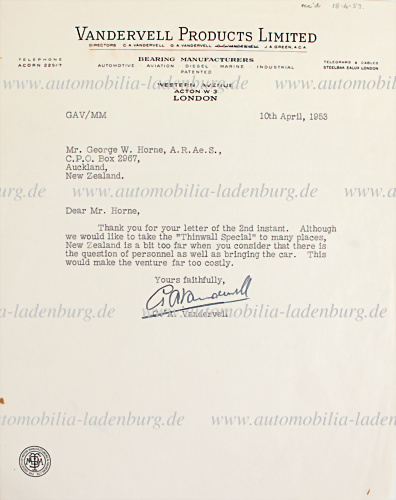 rec'd 18-4-53
VANDERVELL PRODUCTS LIMITED
DIRECTORS C A VANDERVELL G A VANDERVELL J A GREEN, A C A
BEARING MANUFACTURERS
TELEPHONE
ACORN 2251/7
AUTOMOTIVE AVIATION DIESEL MARINE INDUSTRIAL
TELEGRAMS & CABLES
STEELBAK EALUX LONDON
PATENTED
WESTERN AVENUE
ACTON W 3
LONDON
GAV/MM
10th April, 1953
Mr. George W. Horne, A.R.Ae.S.,
C.P.O. Box 2967,
Auckland,
New Zealand.
Dear Mr. Horne,
Thank you for your letter of the 2nd instant. Although
we would like to take the "Thinwall Special" to many places,
New Zealand is a bit too far when you consider that there is
the question of personnel as well as bringing the car. This
would make the venture far too costly.
Yours faithfully,
GAVandervell
A. Vandervell
www.automobilia-ladenburg.de
www.automobilia-ladenburg.de
www.automobilia-ladenburg.de
www.automobilia-ladenburg.de